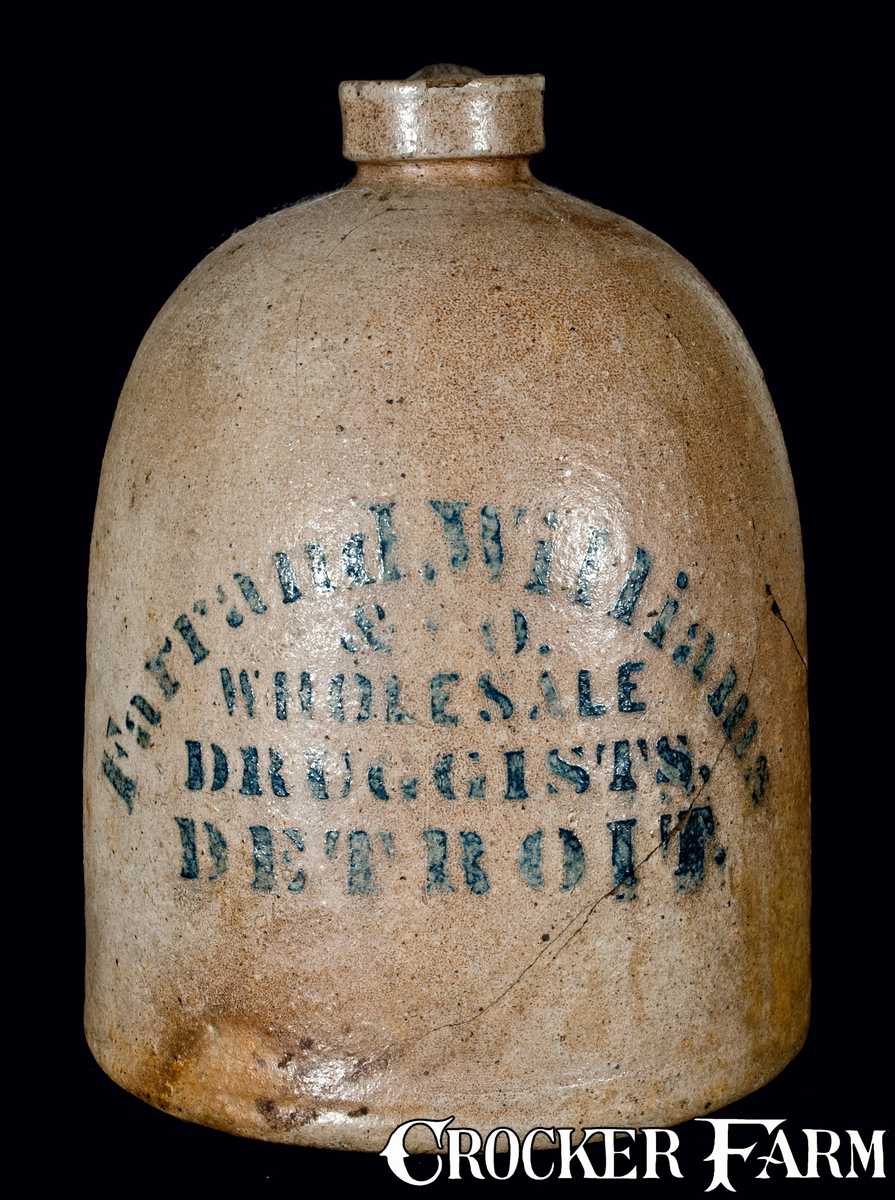 Farrand, Williams
& Co.
WHOLESALE
DRUGGISTS,
DETROIT.
CROCKER FARM